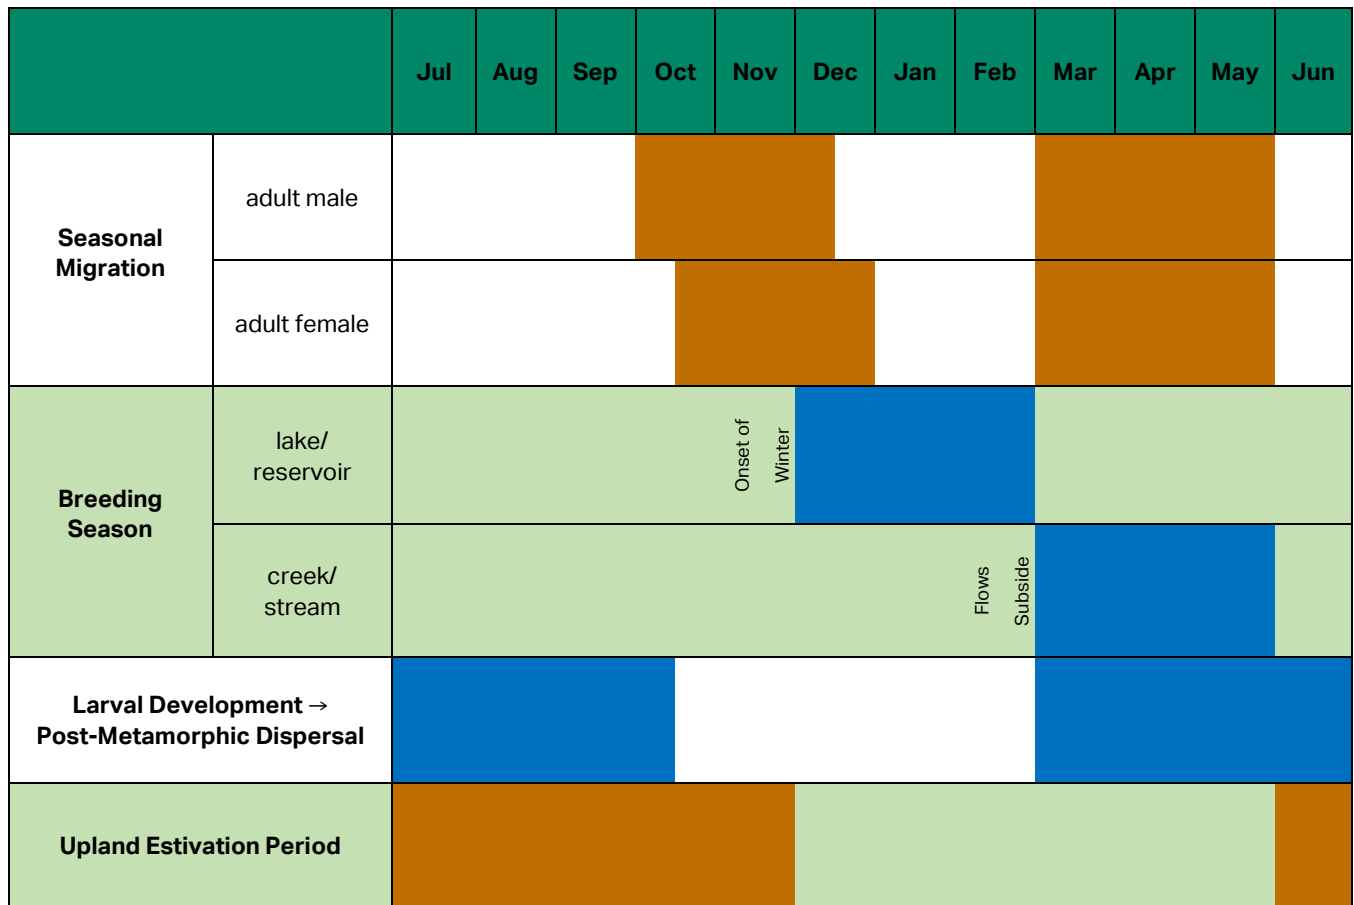 Jul Aug Sep Oct Nov Dec Jan Feb Mar Apr May Jun
Seasonal
Migration
adult male
adult female
Breeding
Season
lake/
reservoir
Onset of
Winter
creek/
stream
Flows
Subside
Larval Development →
Post-Metamorphic Dispersal
Upland Estivation Period